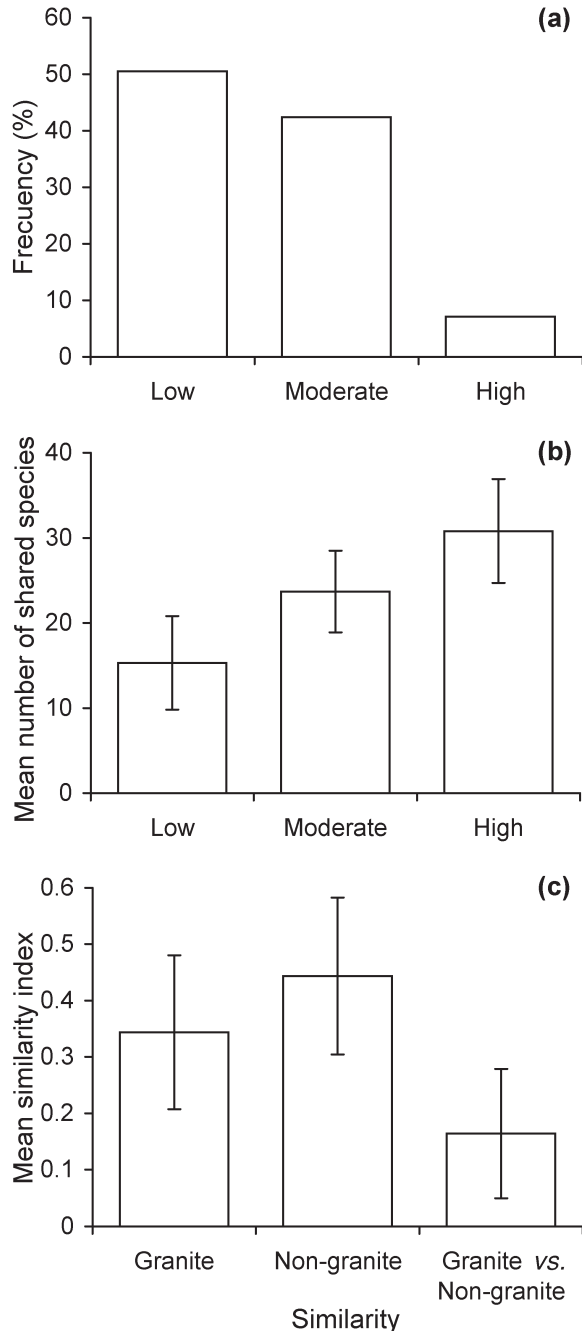 (a)
Frecuency (%)
60
50
40
30
20
10
0
Low Moderate High
(b)
Mean number of shared species
40
30
20
10
0
Low Moderate High
(c)
Mean similarity index
0.6
0.5
0.4
0.3
0.2
0.1
0
Granite Non-granite Granite vs.
Non-granite
Similarity